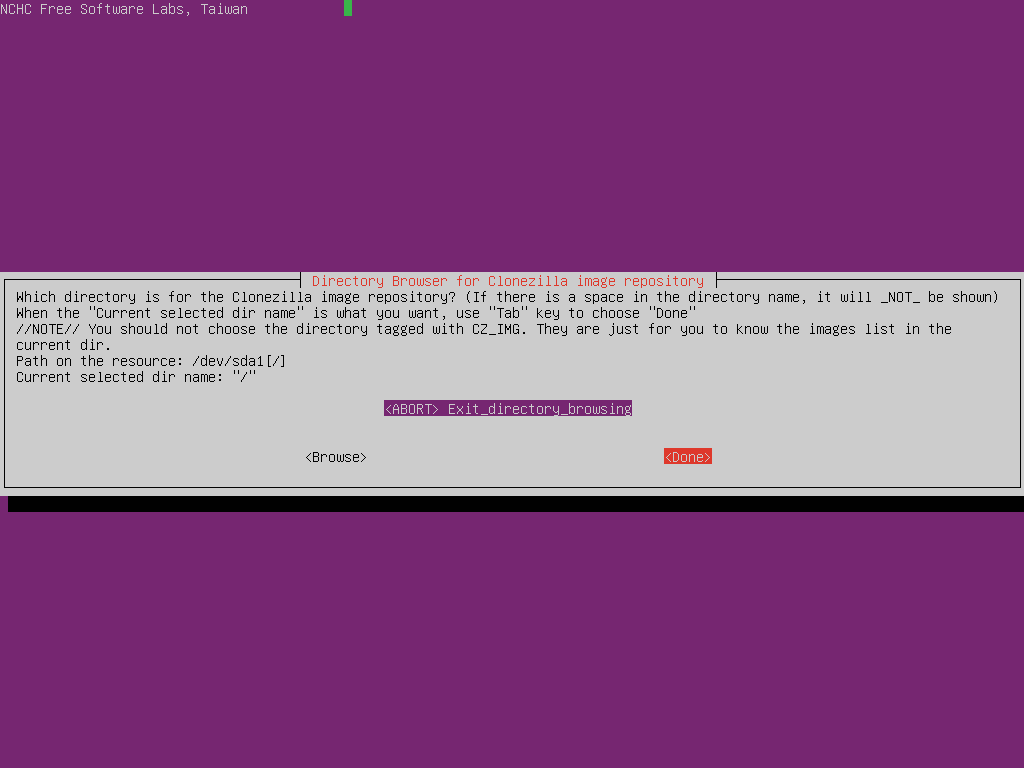 NCHC Free Software Labs, Taiwan
Directory Browser for Clonezilla image repository
Which directory is for the Clonezilla image repository? (If there is a space in the directory name, it will _NOT_ be shown)
When the "Current selected dir name" is what you want, use "Tab" key to choose "Done"
//NOTE// You should not choose the directory tagged with CZ_IMG. They are just for you to know the images list in the
current dir.
Path on the resource: /dev/sda1[/]
Current selected dir name: "/"
<ABORT> Exit_directory_browsing
<Browse> <Done>